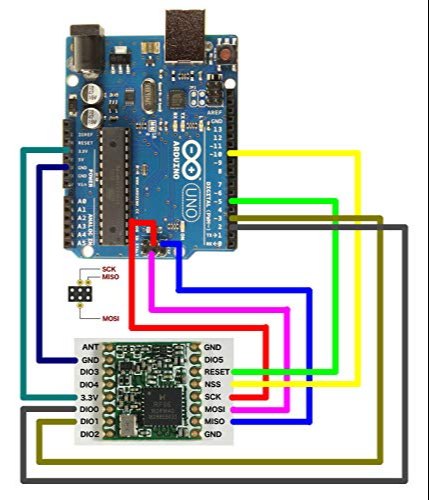 AREF
GND
13
12
~11
~10
~9
8
7
~6
~5
4
~3
2
TX→1
RX←0
IOREF
RESET
3.3V
5V
GND
GND
Vin
POWER
A0
A1
A2
A3
A4
A5
ANALOG IN
DIGITAL (PWM~)
ARDUINO
UNO
SCK
MISO
MOSI
ANT
GND
DIO3
DIO4
3.3V
DIO0
DIO1
DIO2
GND
DIO5
RESET
NSS
SCK
MOSI
MISO
GND